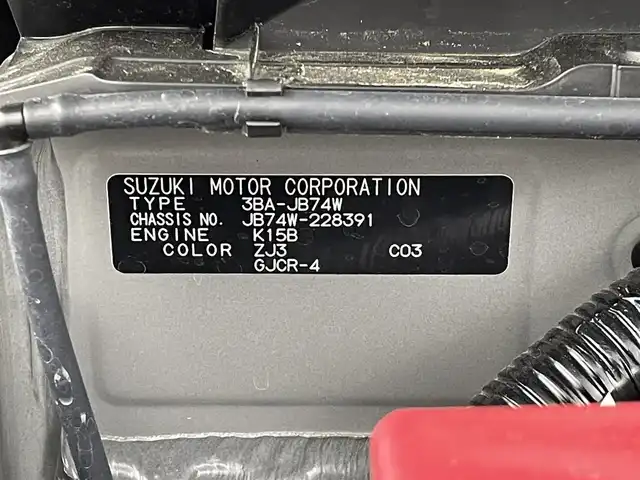 SUZUKI MOTOR CORPORATION
TYPE 3BA-JB74W
CHASSIS NO. JB74W-228391
ENGINE K15B
COLOR ZJ3 C03
GJCR-4